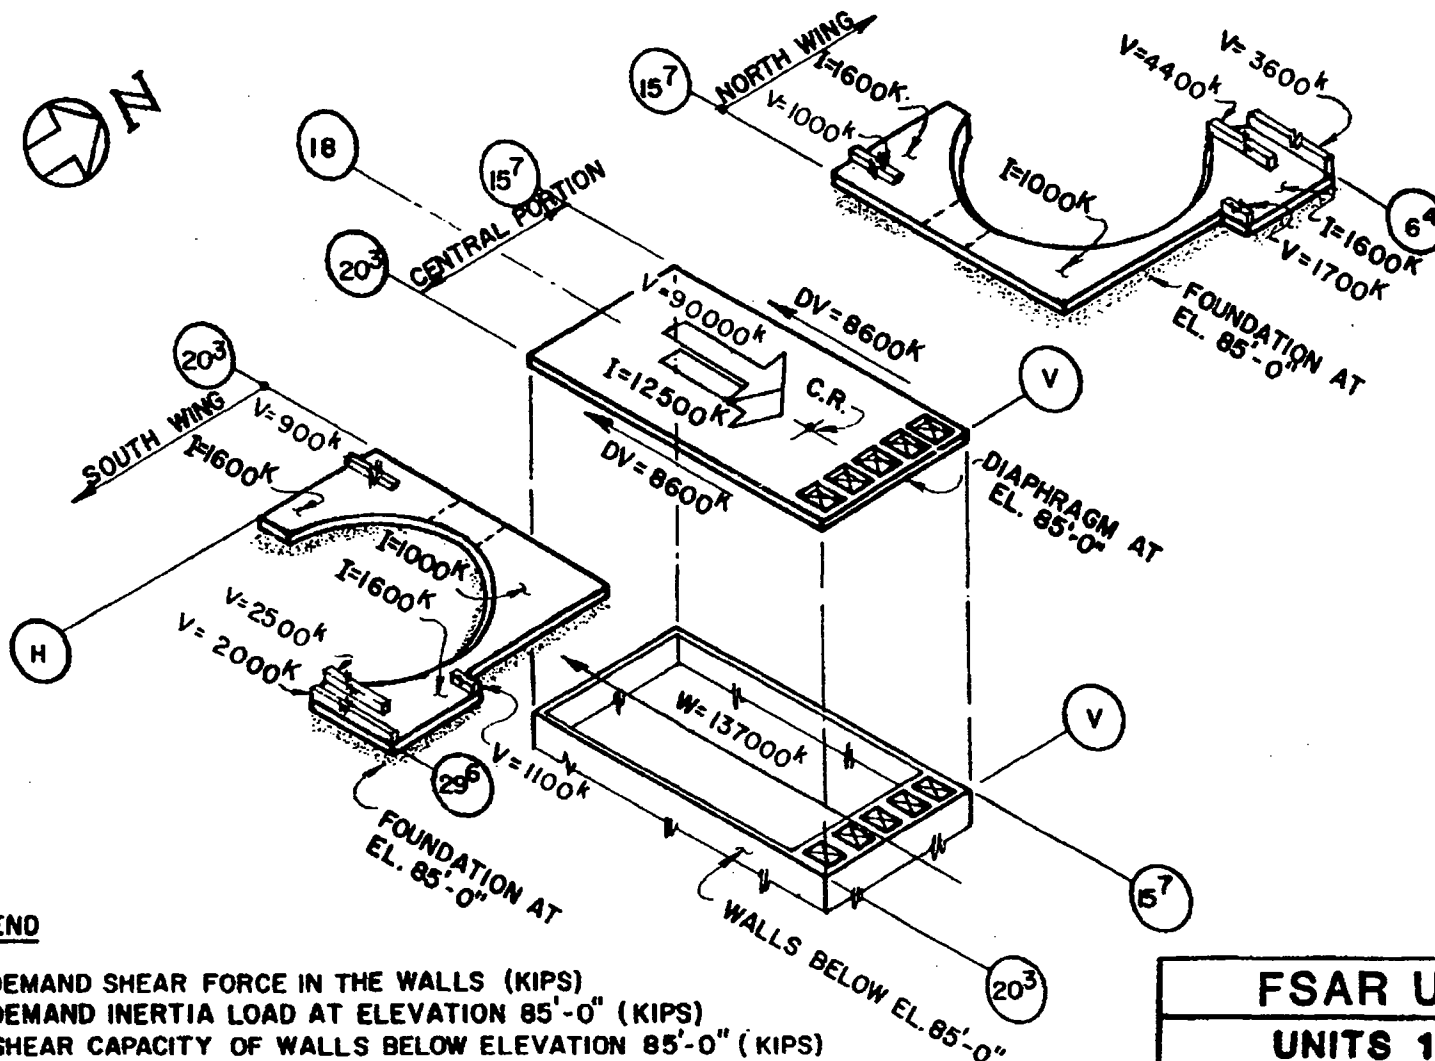 N
18
15⁷
20³
CENTRAL PORTION
15⁷
NORTH WING
I=1600K
V=1000k
V=4400k
V=3600k
I=1000K
6⁴
I=1600K
V=1700K
FOUNDATION AT
EL. 85'-0"
V=90000k
DV=8600K
I=12500K
C.R.
DV=8600K
V
DIAPHRAGM AT
EL. 85'-0"
20³
SOUTH WING
V=900k
I=1600K
H
I=1000K
I=1600K
V=2500k
V=2000K
V=1100k
29⁶
FOUNDATION AT
EL. 85'-0"
W=137000k
V
15⁷
20³
WALLS BELOW EL. 85'-0"
END
DEMAND SHEAR FORCE IN THE WALLS (KIPS)
DEMAND INERTIA LOAD AT ELEVATION 85'-0" (KIPS)
SHEAR CAPACITY OF WALLS BELOW ELEVATION 85'-0" (KIPS)
FSAR U
UNITS 1